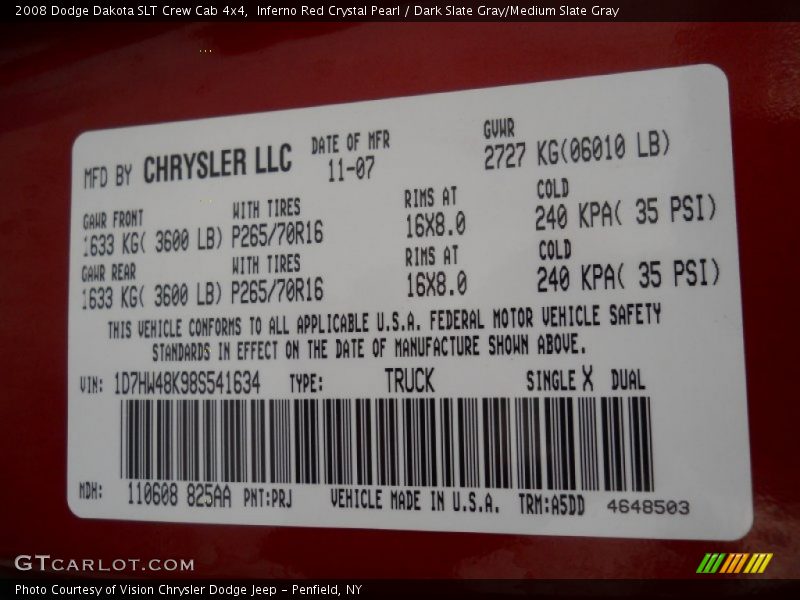 2008 Dodge Dakota SLT Crew Cab 4x4,  Inferno Red Crystal Pearl / Dark Slate Gray/Medium Slate Gray
MFD BY CHRYSLER LLC DATE OF MFR GVWR
11-07 2727 KG(06010 LB)
GAWR FRONT WITH TIRES RIMS AT COLD
1633 KG( 3600 LB) P265/70R16 16X8.0 240 KPA( 35 PSI)
GAWR REAR WITH TIRES RIMS AT COLD
1633 KG( 3600 LB) P265/70R16 16X8.0 240 KPA( 35 PSI)
THIS VEHICLE CONFORMS TO ALL APPLICABLE U.S.A. FEDERAL MOTOR VEHICLE SAFETY
STANDARDS IN EFFECT ON THE DATE OF MANUFACTURE SHOWN ABOVE.
VIN: 1D7HW48K98S541634 TYPE: TRUCK SINGLE X DUAL
MDH: 110608 825AA PNT:PRJ VEHICLE MADE IN U.S.A. TRM:A5DD 4648503
GTCARLOT.COM
Photo Courtesy of Vision Chrysler Dodge Jeep – Penfield, NY